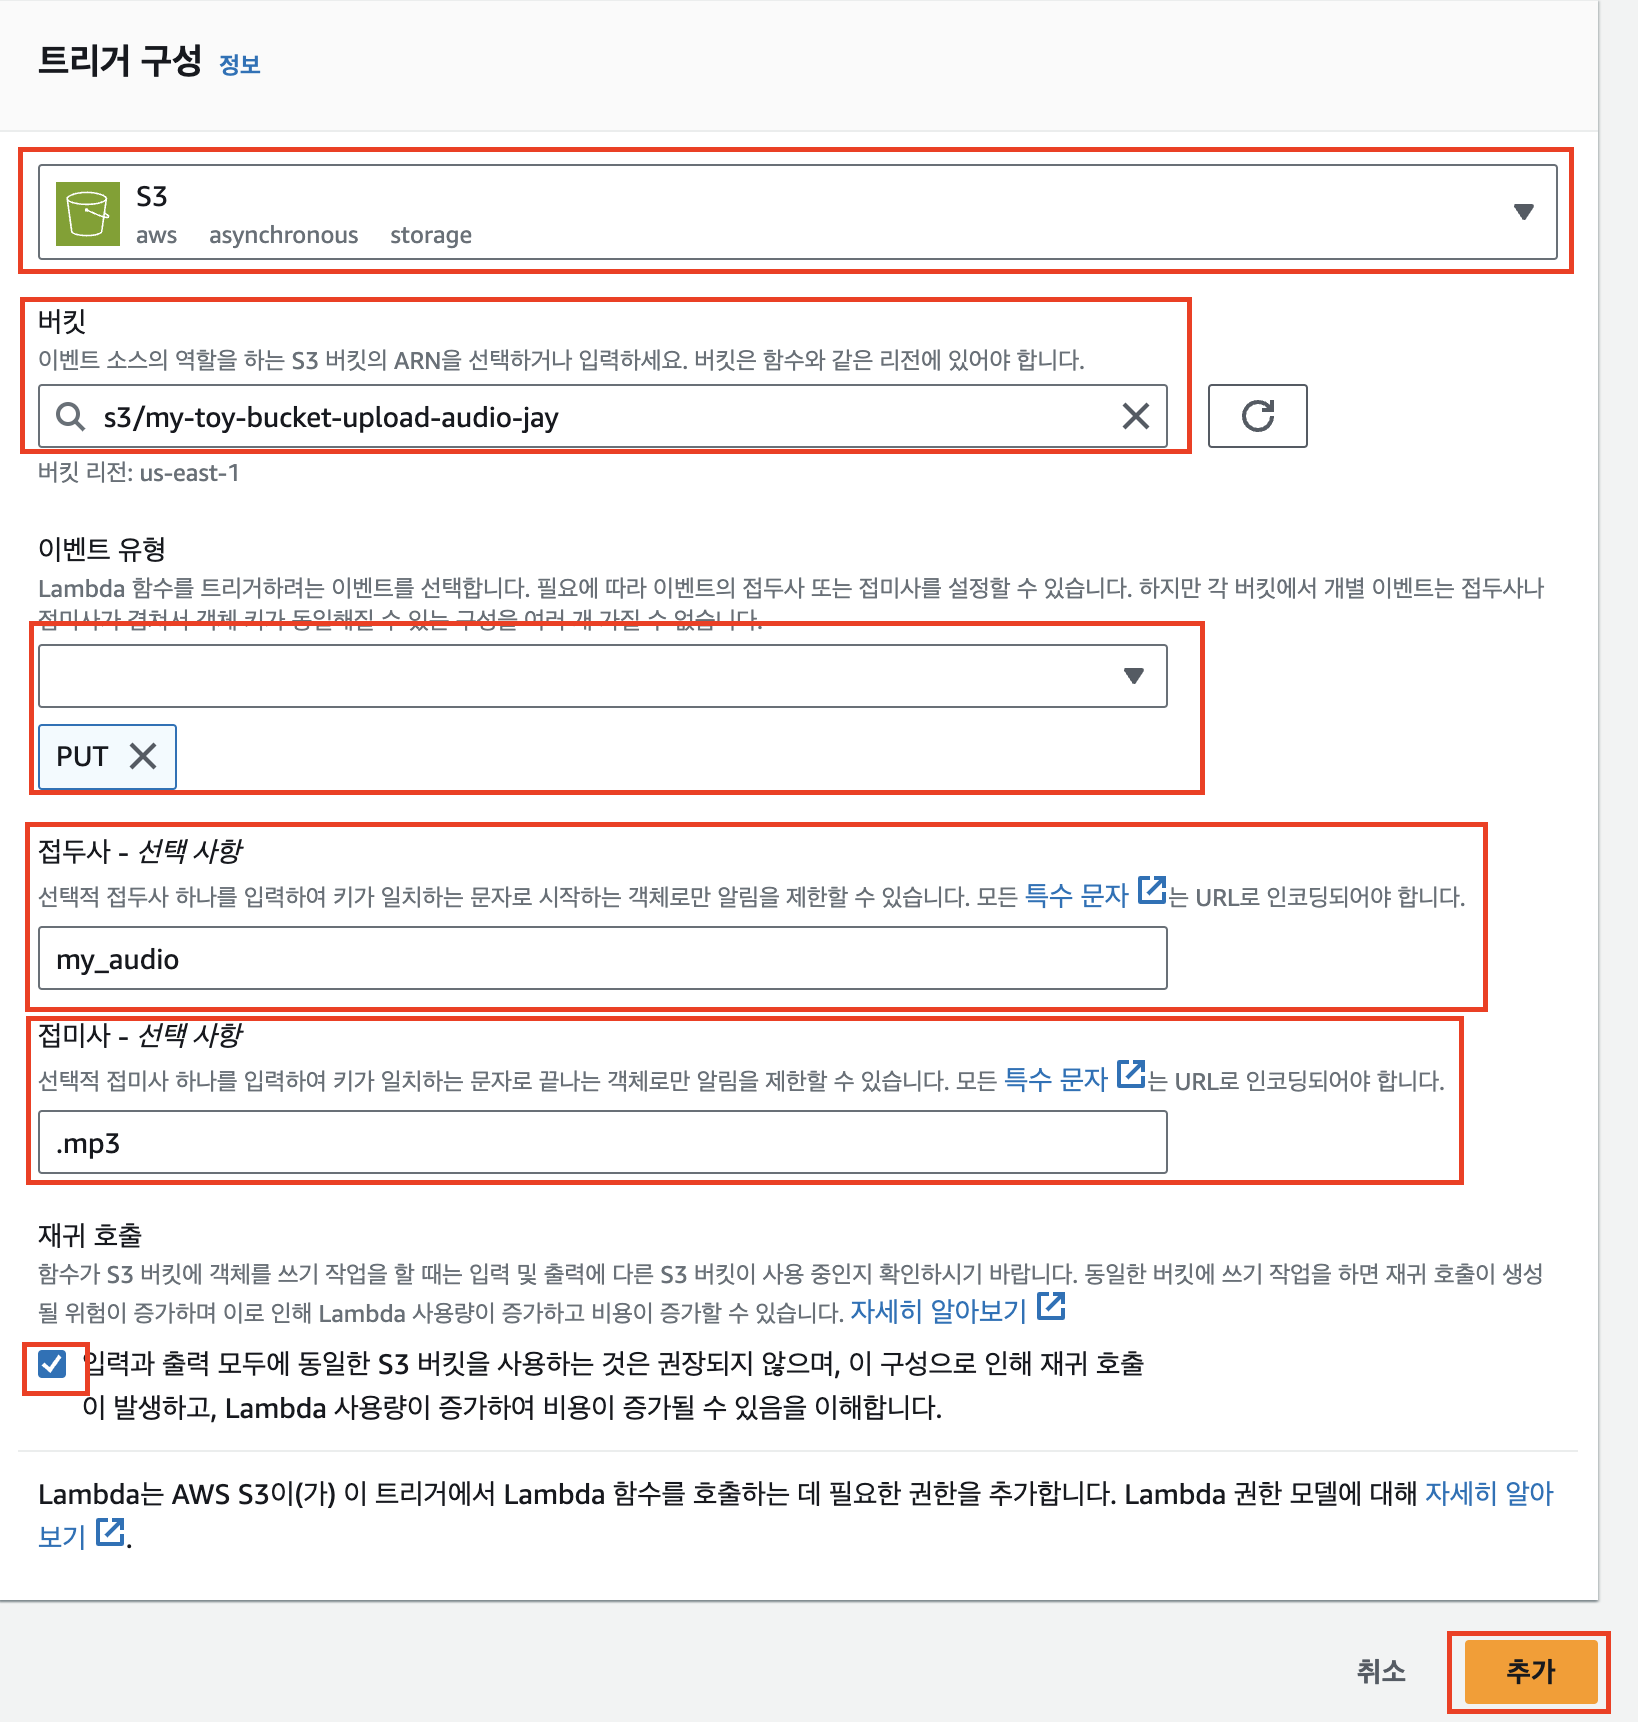 트리거 구성 정보
S3
aws asynchronous storage
버킷
이벤트 소스의 역할을 하는 S3 버킷의 ARN을 선택하거나 입력하세요. 버킷은 함수와 같은 리전에 있어야 합니다.
s3/my-toy-bucket-upload-audio-jay
버킷 리전: us-east-1
이벤트 유형
Lambda 함수를 트리거하려는 이벤트를 선택합니다. 필요에 따라 이벤트의 접두사 또는 접미사를 설정할 수 있습니다. 하지만 각 버킷에서 개별 이벤트는 접두사나
접미사가 겹쳐서 객체 키가 동일해질 수 있는 구성을 여러 개 가질 수 없습니다.
PUT
접두사 - 선택 사항
선택적 접두사 하나를 입력하여 키가 일치하는 문자로 시작하는 객체로만 알림을 제한할 수 있습니다. 모든 특수 문자는 URL로 인코딩되어야 합니다.
my_audio
접미사 - 선택 사항
선택적 접미사 하나를 입력하여 키가 일치하는 문자로 끝나는 객체로만 알림을 제한할 수 있습니다. 모든 특수 문자는 URL로 인코딩되어야 합니다.
.mp3
재귀 호출
함수가 S3 버킷에 객체를 쓰기 작업을 할 때는 입력 및 출력에 다른 S3 버킷이 사용 중인지 확인하시기 바랍니다. 동일한 버킷에 쓰기 작업을 하면 재귀 호출이 생성
될 위험이 증가하며 이로 인해 Lambda 사용량이 증가하고 비용이 증가할 수 있습니다. 자세히 알아보기
입력과 출력 모두에 동일한 S3 버킷을 사용하는 것은 권장되지 않으며, 이 구성으로 인해 재귀 호출
이 발생하고, Lambda 사용량이 증가하여 비용이 증가될 수 있음을 이해합니다.
Lambda는 AWS S3이(가) 이 트리거에서 Lambda 함수를 호출하는 데 필요한 권한을 추가합니다. Lambda 권한 모델에 대해 자세히 알아
보기.
취소 추가